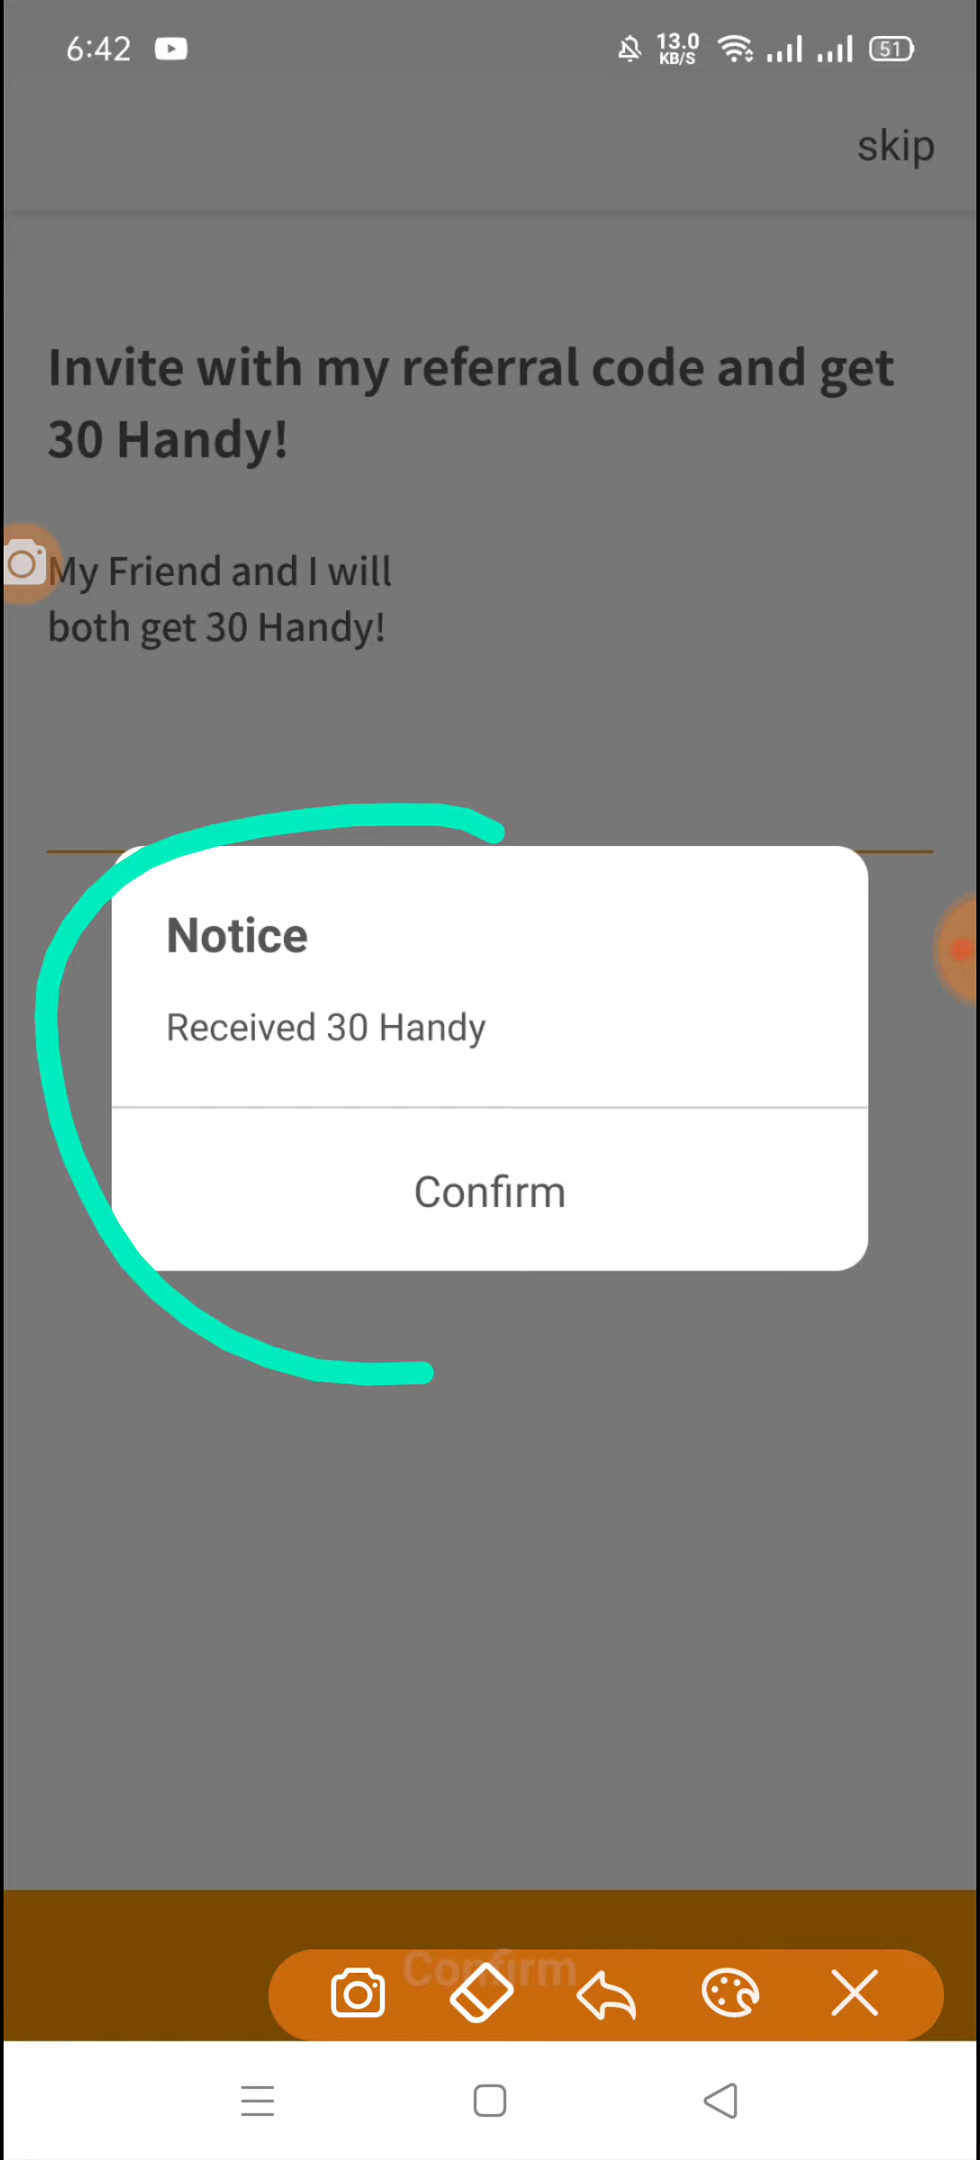 6:42
13.0
KB/S
51
skip
Invite with my referral code and get
30 Handy!
My Friend and I will
both get 30 Handy!
Notice
Received 30 Handy
Confirm
Confirm